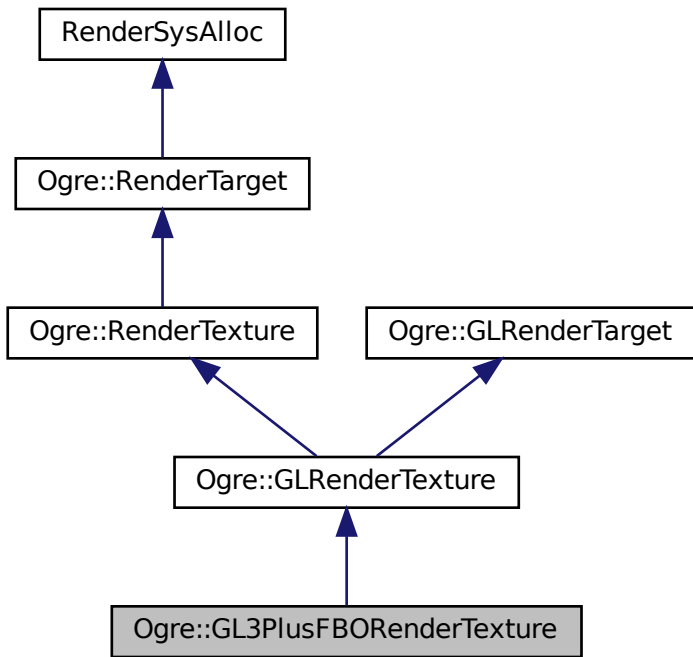 RenderSysAlloc
Ogre::RenderTarget
Ogre::RenderTexture
Ogre::GLRenderTarget
Ogre::GLRenderTexture
Ogre::GL3PlusFBORenderTexture